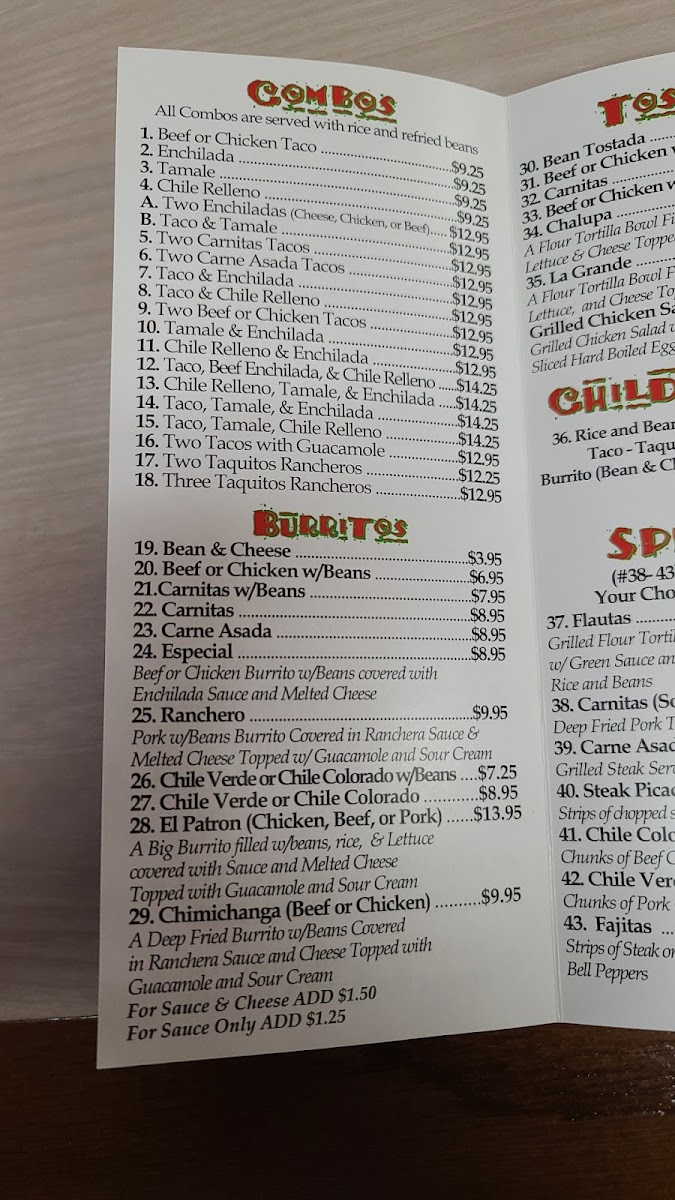 COMBOS
All Combos are served with rice and refried beans
1. Beef or Chicken Taco ..............................$9.25
2. Enchilada ..............................$9.25
3. Tamale ..............................$9.25
4. Chile Relleno ..............................$9.25
A. Two Enchiladas (Cheese, Chicken, or Beef).... $12.95
B. Taco & Tamale ..............................$12.95
5. Two Carnitas Tacos ..............................$12.95
6. Two Carne Asada Tacos ..............................$12.95
7. Taco & Enchilada ..............................$12.95
8. Taco & Chile Relleno ..............................$12.95
9. Two Beef or Chicken Tacos ..............................$12.95
10. Tamale & Enchilada ..............................$12.95
11. Chile Relleno & Enchilada ..............................$12.95
12. Taco, Beef Enchilada, & Chile Relleno .....$14.25
13. Chile Relleno, Tamale, & Enchilada ....$14.25
14. Taco, Tamale, & Enchilada ....................$14.25
15. Taco, Tamale, Chile Relleno ..................$14.25
16. Two Tacos with Guacamole .................$12.95
17. Two Taquitos Rancheros ....................$12.25
18. Three Taquitos Rancheros .................$12.95
BURRITOS
19. Bean & Cheese ..............................$3.95
20. Beef or Chicken w/Beans ..................$6.95
21.Carnitas w/Beans ..............................$7.95
22. Carnitas ..............................$8.95
23. Carne Asada ..............................$8.95
24. Especial ..............................$8.95
Beef or Chicken Burrito w/Beans covered with
Enchilada Sauce and Melted Cheese
25. Ranchero ..............................$9.95
Pork w/Beans Burrito Covered in Ranchera Sauce &
Melted Cheese Topped w/ Guacamole and Sour Cream
26. Chile Verde or Chile Colorado w/Beans ....$7.25
27. Chile Verde or Chile Colorado ............$8.95
28. El Patron (Chicken, Beef, or Pork) ......$13.95
A Big Burrito filled w/beans, rice, & Lettuce
covered with Sauce and Melted Cheese
Topped with Guacamole and Sour Cream
29. Chimichanga (Beef or Chicken) ..........$9.95
A Deep Fried Burrito w/Beans Covered
in Ranchera Sauce and Cheese Topped with
Guacamole and Sour Cream
For Sauce & Cheese ADD $1.50
For Sauce Only ADD $1.25
TOS
30. Bean Tostada .....
31. Beef or Chicken
32. Carnitas ..............
33. Beef or Chicken w
34. Chalupa ..............
A Flour Tortilla Bowl Fi
Lettuce & Cheese Toppe
35. La Grande ..............
A Flour Tortilla Bowl F
Lettuce, and Cheese To
Grilled Chicken Sa
Grilled Chicken Salad
Sliced Hard Boiled Egg
CHILD
36. Rice and Bean
Taco - Taqu
Burrito (Bean & C
SP
(#38- 43
Your Cho
37. Flautas ..........
Grilled Flour Tortil
w/ Green Sauce an
Rice and Beans
38. Carnitas (So
Deep Fried Pork T
39. Carne Asad
Grilled Steak Ser
40. Steak Pica
Strips of chopped s
41. Chile Colo
Chunks of Beef C
42. Chile Ver
Chunks of Pork
43. Fajitas ...
Strips of Steak or
Bell Peppers